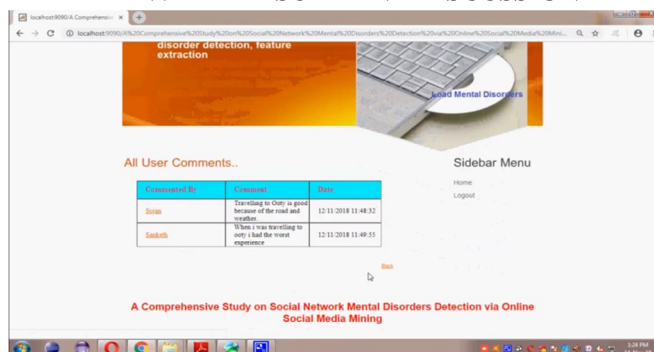 localhost:9090/A Comprehensiv
localhost:9090/A%20Comprehensive%20Study%20on%20Social%20Network%20Mental%20Disorders%20Detection%20via%20Online%20Social%20Media%20Mini...
disorder detection, feature
extraction
Load Mental Disorders
All User Comments..
Sidebar Menu
Home
Logout
Commented By Comment Date
Travelling to Ooty is good
because of the road and
weather.
12/11/2018 11:48:32
Sanketh
When i was travelling to
ooty i had the worst
experience
12/11/2018 11:49:55
Back
A Comprehensive Study on Social Network Mental Disorders Detection via Online
Social Media Mining
3:28 PM